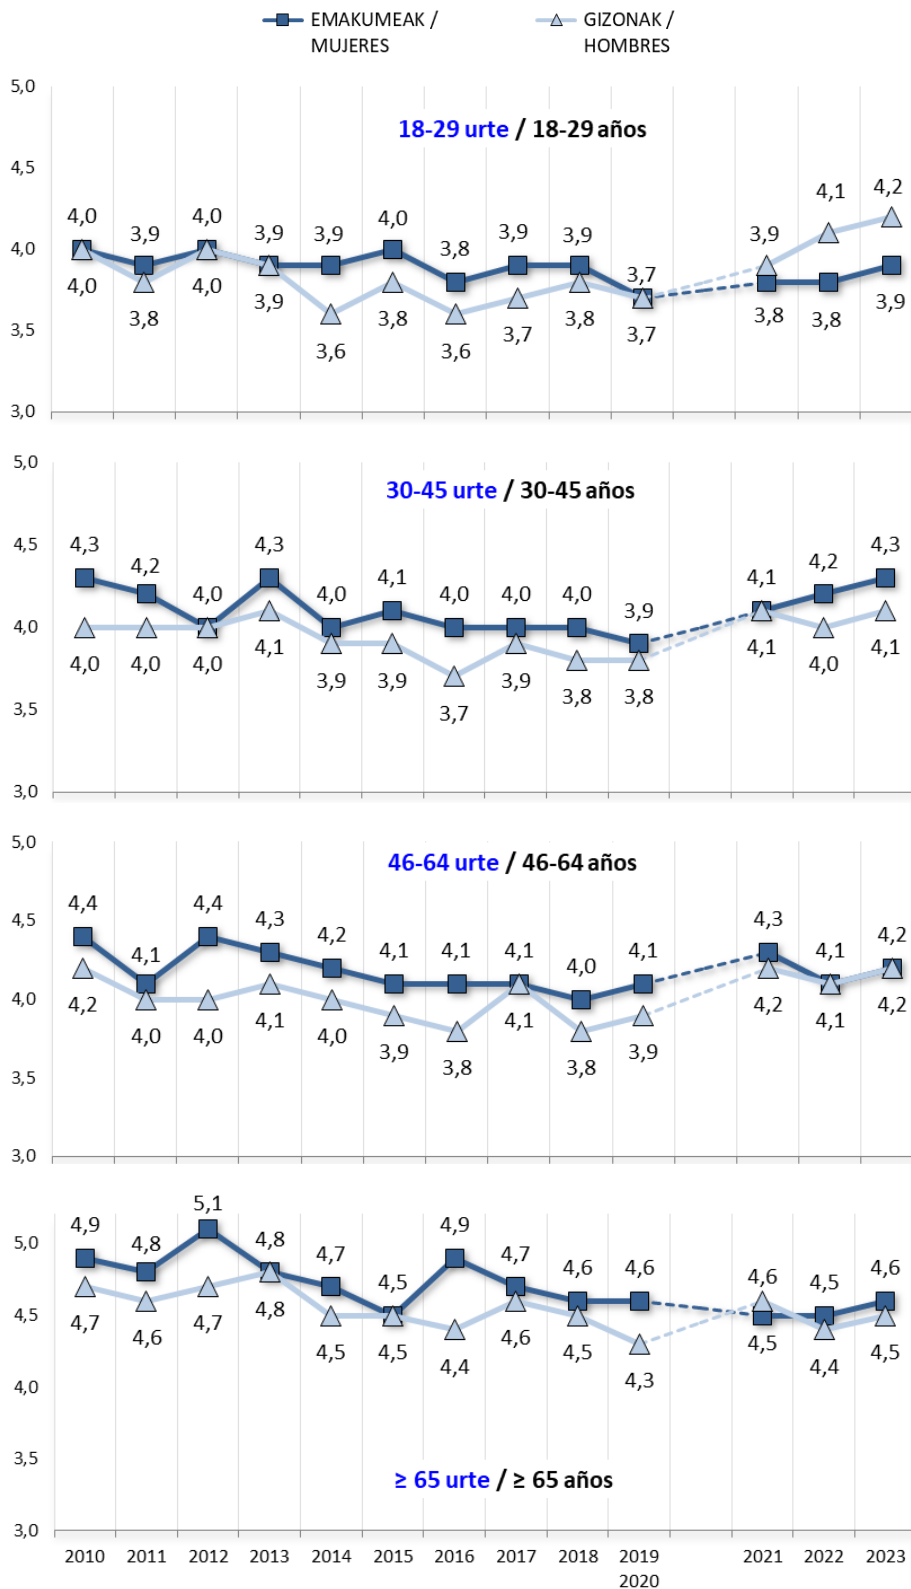 EMAKUMEAK / GIZONAK /
MUJERES HOMBRES
5,0
18-29 urte / 18-29 años
4,5
4,0 3,9 4,0 3,9 3,9 4,0 3,8 3,9 3,9 3,7 3,9 4,1 4,2
4,0
4,0 3,8 4,0 3,9 3,6 3,8 3,6 3,7 3,8 3,7 3,8 3,8 3,9
3,5
3,0
5,0
30-45 urte / 30-45 años
4,5
4,3 4,2 4,0 4,3 4,0 4,1 4,0 4,0 4,0 3,9 4,1 4,2 4,3
4,0
4,0 4,0 4,0 4,1 3,9 3,9 3,7 3,9 3,8 3,8 4,1 4,0 4,1
3,5
3,0
5,0
46-64 urte / 46-64 años
4,4 4,1 4,4 4,3 4,2 4,1 4,1 4,1 4,0 4,1 4,3 4,1 4,2
4,5
4,0
4,2 4,0 4,0 4,1 4,0 3,9 3,8 4,1 3,8 3,9 4,2 4,1 4,2
3,5
3,0
4,9 4,8 5,1 4,8 4,7 4,5 4,9 4,7 4,6 4,6 4,6 4,5 4,6
5,0
4,5
4,7 4,6 4,7 4,8 4,5 4,5 4,4 4,6 4,5 4,3 4,5 4,4 4,5
4,0
3,5
≥ 65 urte / ≥ 65 años
3,0
2010 2011 2012 2013 2014 2015 2016 2017 2018 2019 2021 2022 2023
2020